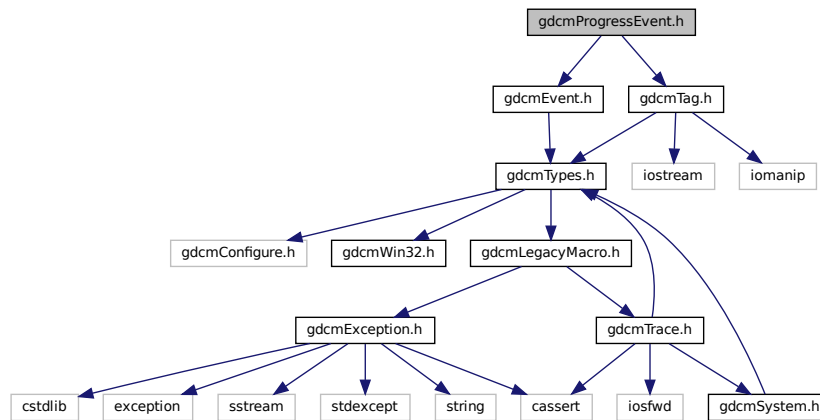 gdcmProgressEvent.h
gdcmEvent.h
gdcmTag.h
gdcmTypes.h
iostream
iomanip
gdcmConfigure.h
gdcmWin32.h
gdcmLegacyMacro.h
gdcmException.h
gdcmTrace.h
cstdlib
exception
sstream
stdexcept
string
cassert
iosfwd
gdcmSystem.h